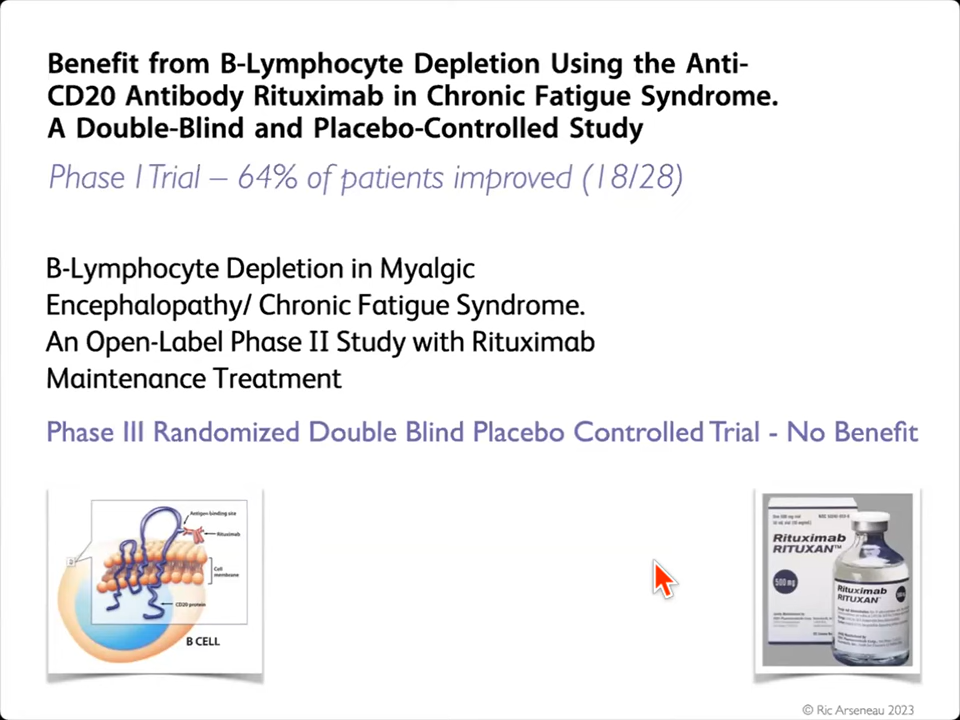 Benefit from B-Lymphocyte Depletion Using the Anti-
CD20 Antibody Rituximab in Chronic Fatigue Syndrome.
A Double-Blind and Placebo-Controlled Study
Phase I Trial – 64% of patients improved (18/28)
B-Lymphocyte Depletion in Myalgic
Encephalopathy/ Chronic Fatigue Syndrome.
An Open-Label Phase II Study with Rituximab
Maintenance Treatment
Phase III Randomized Double Blind Placebo Controlled Trial - No Benefit
Antigen-binding site
Rituximab
Cell
membrane
CD20 protein
B CELL
Rituximab
RITUXAN™
500 mg
Rituximab
RITUXAN
© Ric Arseneau 2023